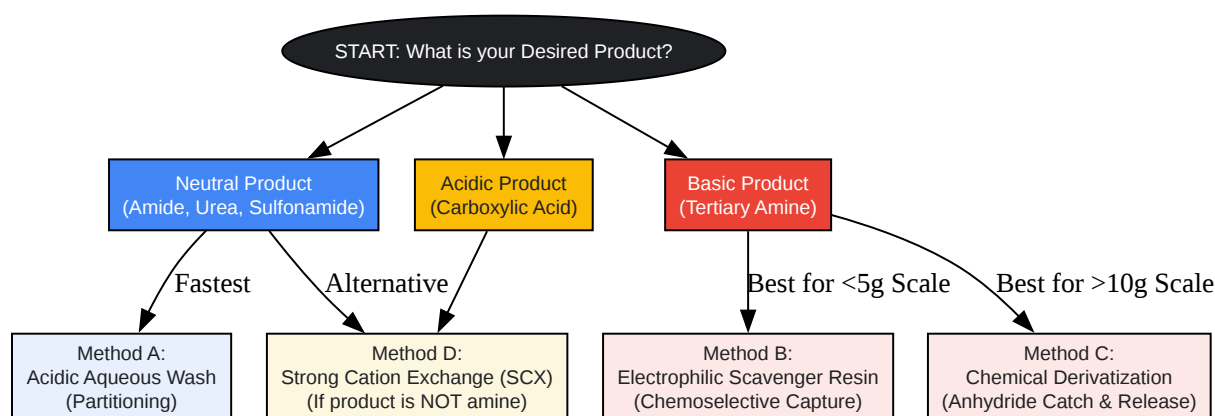 START: What is your Desired Product?
Neutral Product
(Amide, Urea, Sulfonamide)
Acidic Product
(Carboxylic Acid)
Basic Product
(Tertiary Amine)
Fastest
Alternative
Best for <5g Scale
Best for >10g Scale
Method A:
Acidic Aqueous Wash
(Partitioning)
Method D:
Strong Cation Exchange (SCX)
(If product is NOT amine)
Method B:
Electrophilic Scavenger Resin
(Chemoselective Capture)
Method C:
Chemical Derivatization
(Anhydride Catch & Release)